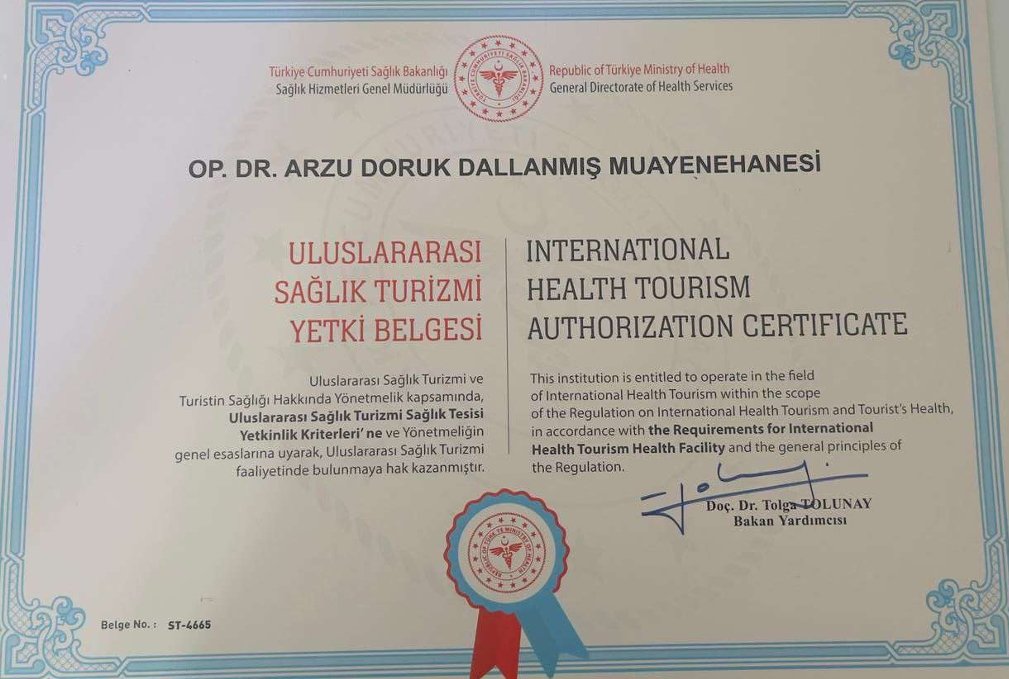 Türkiye Cumhuriyeti Sağlık Bakanlığı
Sağlık Hizmetleri Genel Müdürlüğü
Republic of Türkiye Ministry of Health
General Directorate of Health Services
OP. DR. ARZU DORUK DALLANMIŞ MUAYENEHANESİ
ULUSLARARASI
SAĞLIK TURİZMİ
YETKİ BELGESİ
INTERNATIONAL
HEALTH TOURISM
AUTHORIZATION CERTIFICATE
Uluslararası Sağlık Turizmi ve
Turistin Sağlığı Hakkında Yönetmelik kapsamında,
Uluslararası Sağlık Turizmi Sağlık Tesisi
Yetkinlik Kriterleri' ne ve Yönetmeliğin
genel esaslarına uyarak, Uluslararası Sağlık Turizmi
faaliyetinde bulunmaya hak kazanmıştır.
This institution is entitled to operate in the field
of International Health Tourism within the scope
of the Regulation on International Health Tourism and Tourist's Health,
in accordance with the Requirements for International
Health Tourism Health Facility and the general principles of
the Regulation.
Doç. Dr. Tolga TOLUNAY
Bakan Yardımcısı
Belge No. : ST-4665